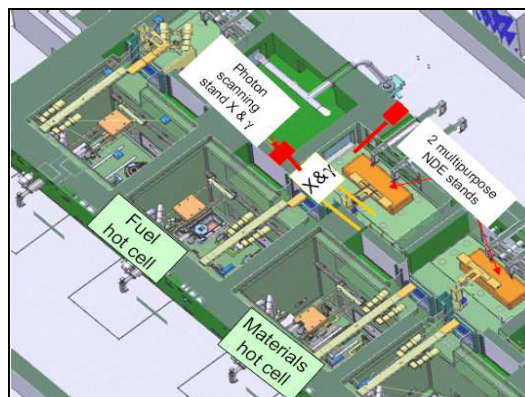 Photon
scanning
stand X & γ
X&γ
2 multipurpose
NDE stands
Fuel
hot cell
Materials
hot cell